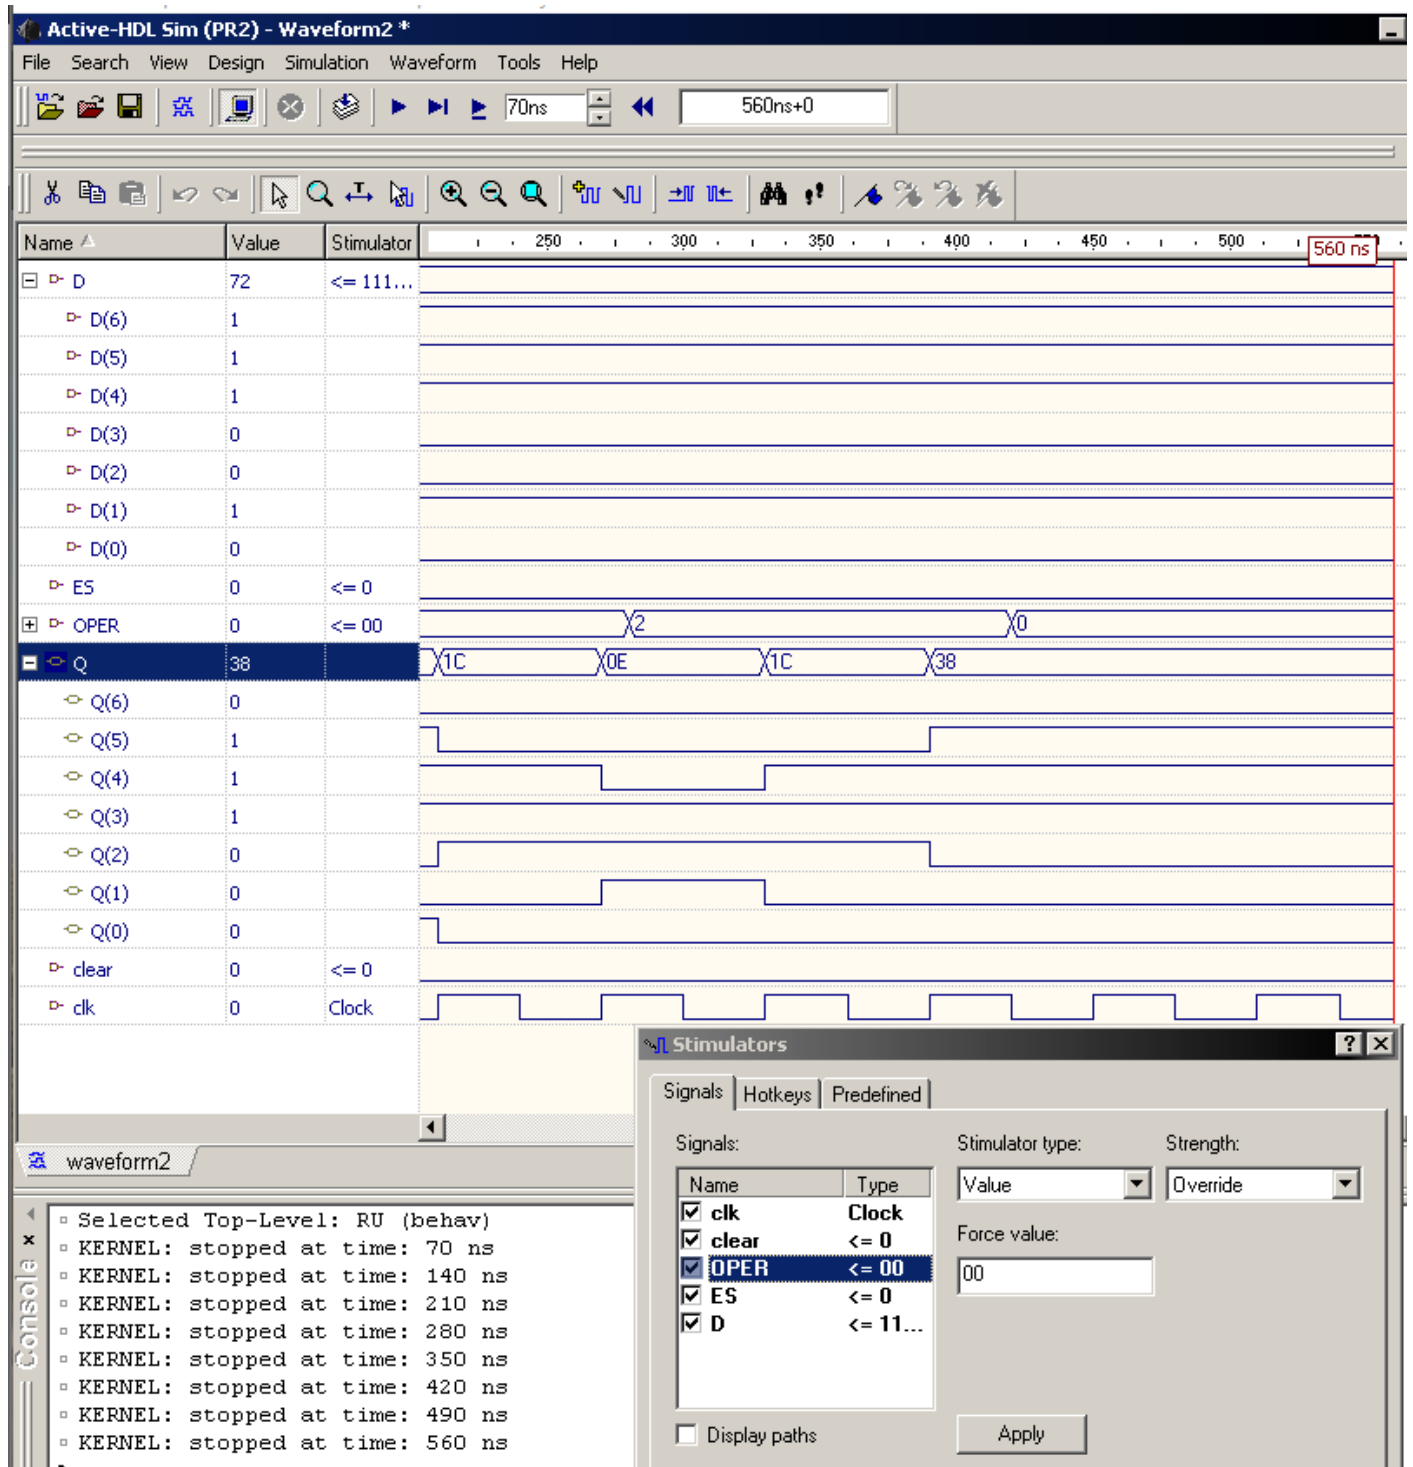 Active-HDL Sim (PR2) - Waveform2 *
File Search View Design Simulation Waveform Tools Help
70ns 560ns+0
Name Value Stimulator 250 300 350 400 450 500
560 ns
D 72 <= 111...
D(6) 1
D(5) 1
D(4) 1
D(3) 0
D(2) 0
D(1) 1
D(0) 0
ES 0 <= 0
OPER 0 <= 00 2 0
Q 38 1C 0E 1C 38
Q(6) 0
Q(5) 1
Q(4) 1
Q(3) 1
Q(2) 0
Q(1) 0
Q(0) 0
clear 0 <= 0
clk 0 Clock
waveform2
Console
Selected Top-Level: RU (behav)
KERNEL: stopped at time: 70 ns
KERNEL: stopped at time: 140 ns
KERNEL: stopped at time: 210 ns
KERNEL: stopped at time: 280 ns
KERNEL: stopped at time: 350 ns
KERNEL: stopped at time: 420 ns
KERNEL: stopped at time: 490 ns
KERNEL: stopped at time: 560 ns
Stimulators
Signals Hotkeys Predefined
Signals: Stimulator type: Strength:
Name Type Value Override
clk Clock
clear <= 0 Force value:
OPER <= 00 00
ES <= 0
D <= 11...
Display paths Apply